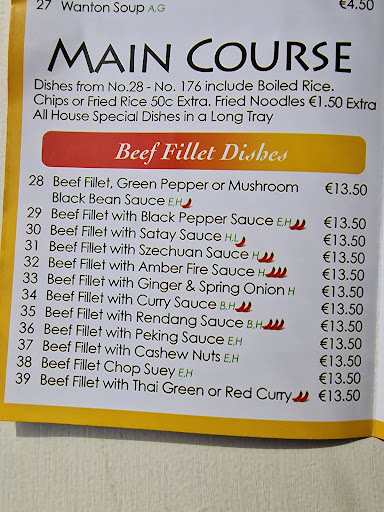 27 Wanton Soup A,G €4.50
MAIN COURSE
Dishes from No.28 - No. 176 include Boiled Rice.
Chips or Fried Rice 50c Extra. Fried Noodles €1.50 Extra
All House Special Dishes in a Long Tray
Beef Fillet Dishes
28 Beef Fillet, Green Pepper or Mushroom €13.50
Black Bean Sauce E,H
29 Beef Fillet with Black Pepper Sauce E,H €13.50
30 Beef Fillet with Satay Sauce H,L €13.50
31 Beef Fillet with Szechuan Sauce H €13.50
32 Beef Fillet with Amber Fire Sauce H €13.50
33 Beef Fillet with Ginger & Spring Onion H €13.50
34 Beef Fillet with Curry Sauce B,H €13.50
35 Beef Fillet with Rendang Sauce B,H €13.50
36 Beef Fillet with Peking Sauce E,H €13.50
37 Beef Fillet with Cashew Nuts E,H €13.50
38 Beef Fillet Chop Suey E,H €13.50
39 Beef Fillet with Thai Green or Red Curry €13.50